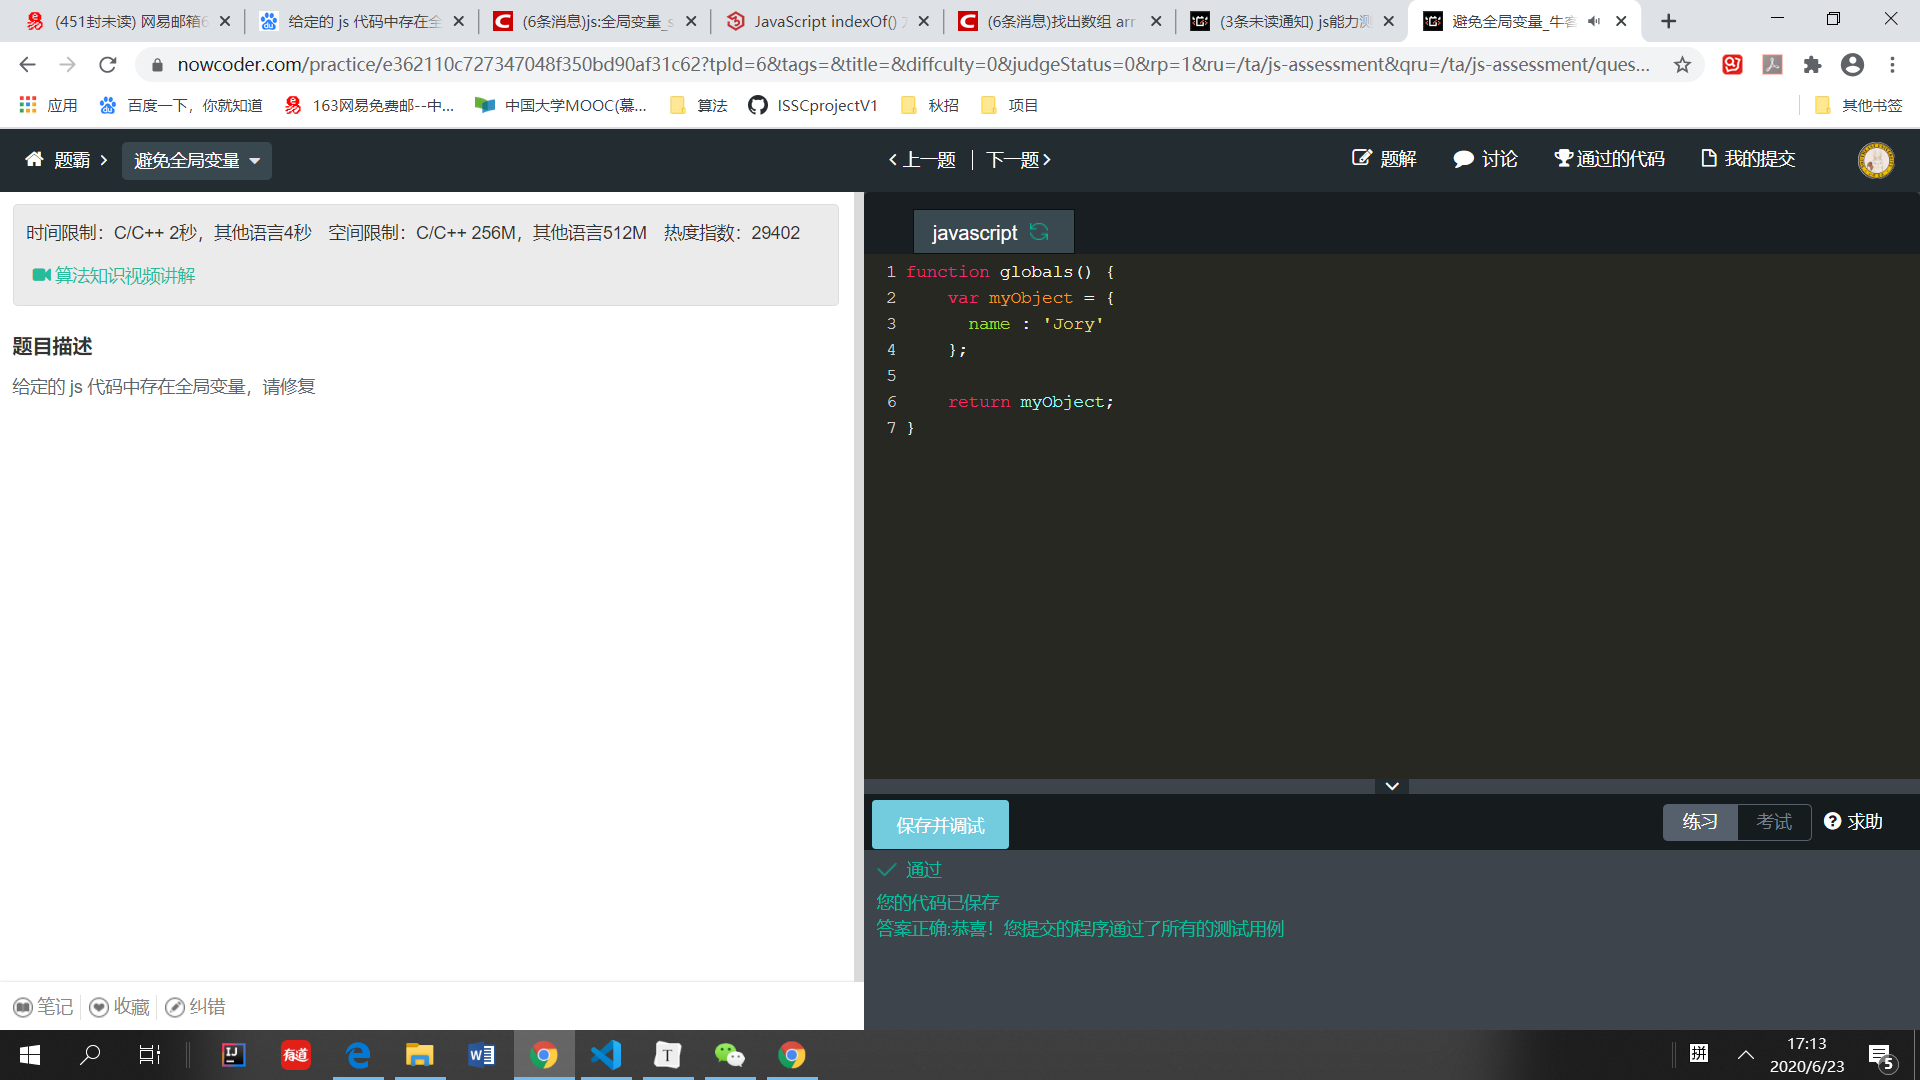 (451封未读) 网易邮箱6
给定的 js 代码中存在全
(6条消息)js:全局变量_s
JavaScript indexOf() 方
(6条消息)找出数组 arr
(3条未读通知) js能力测
避免全局变量_牛客
nowcoder.com/practice/e362110c727347048f350bd90af31c62?tpId=6&tags=&title=&diffculty=0&judgeStatus=0&rp=1&ru=/ta/js-assessment&qru=/ta/js-assessment/ques...
应用
百度一下，你就知道
163网易免费邮--中...
中国大学MOOC(慕...
算法
ISSCprojectV1
秋招
项目
其他书签
题霸
避免全局变量
上一题
下一题
题解
讨论
通过的代码
我的提交
时间限制：C/C++ 2秒，其他语言4秒 空间限制：C/C++ 256M，其他语言512M 热度指数：29402
算法知识视频讲解
题目描述
给定的 js 代码中存在全局变量，请修复
笔记
收藏
纠错
javascript
1 function globals() {
2 var myObject = {
3 name : 'Jory'
4 };
5
6 return myObject;
7 }
保存并调试
练习
考试
求助
通过
您的代码已保存
答案正确:恭喜！您提交的程序通过了所有的测试用例
IJ
有道
W
T
拼
17:13
2020/6/23
5